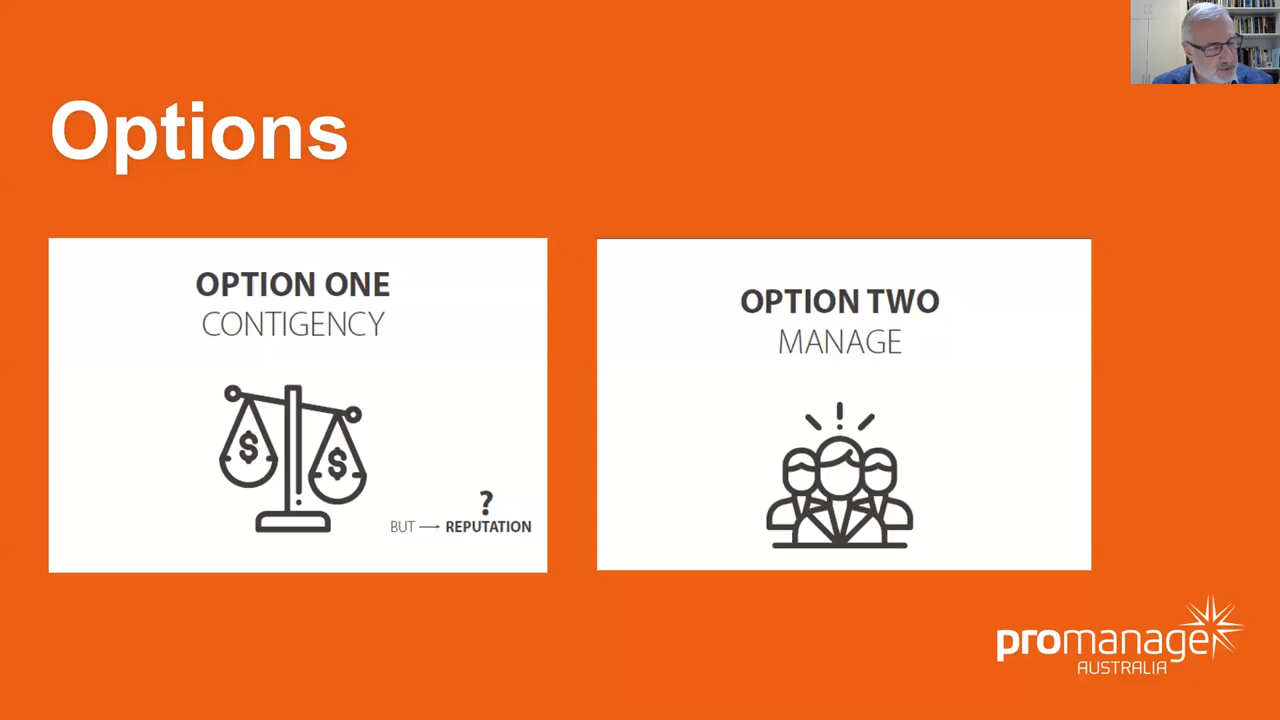 Options
OPTION ONE
CONTIGENCY
$ $
?
BUT → REPUTATION
OPTION TWO
MANAGE
promanage
AUSTRALIA